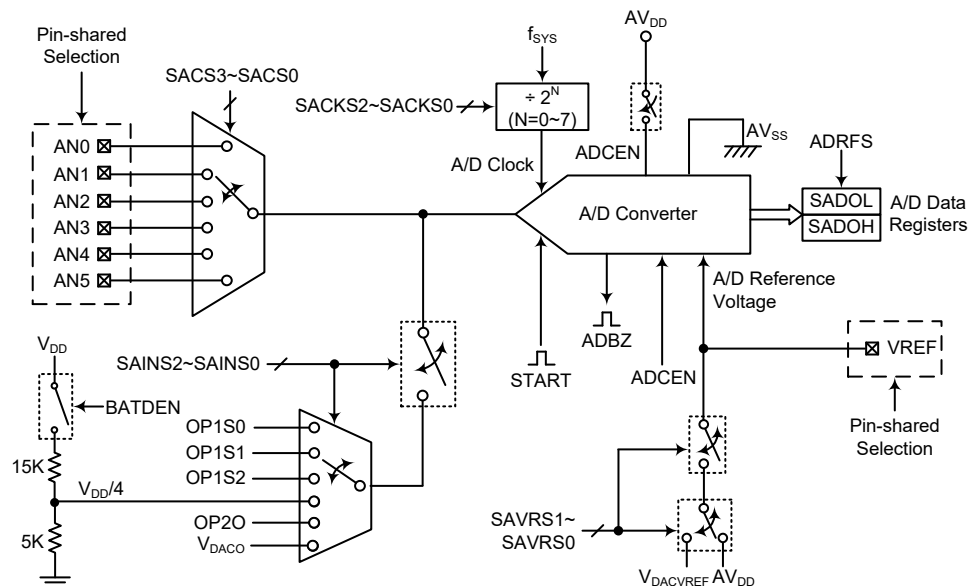 Pin-shared
Selection
SACS3~SACS0
AN0
AN1
AN2
AN3
AN4
AN5
fSYS
SACKS2~SACKS0
÷ 2^N
(N=0~7)
A/D Clock
AVDD
ADCEN
AVSS
A/D Converter
ADRFS
SADOL
SADOH
A/D Data
Registers
START
ADBZ
ADCEN
A/D Reference
Voltage
VREF
Pin-shared
Selection
VDD
BATDEN
15K
VDD/4
5K
SAINS2~SAINS0
OP1S0
OP1S1
OP1S2
OP2O
VDACO
SAVRS1~
SAVRS0
VDACVREF AVDD